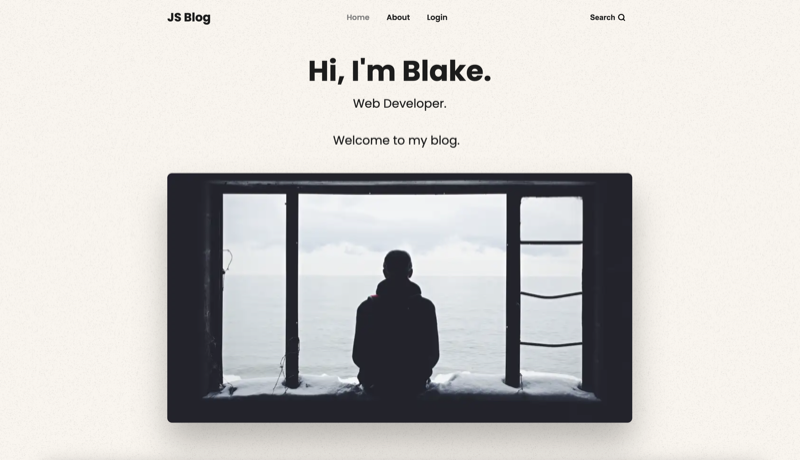 JS Blog
Home About Login
Search
Hi, I'm Blake.
Web Developer.
Welcome to my blog.